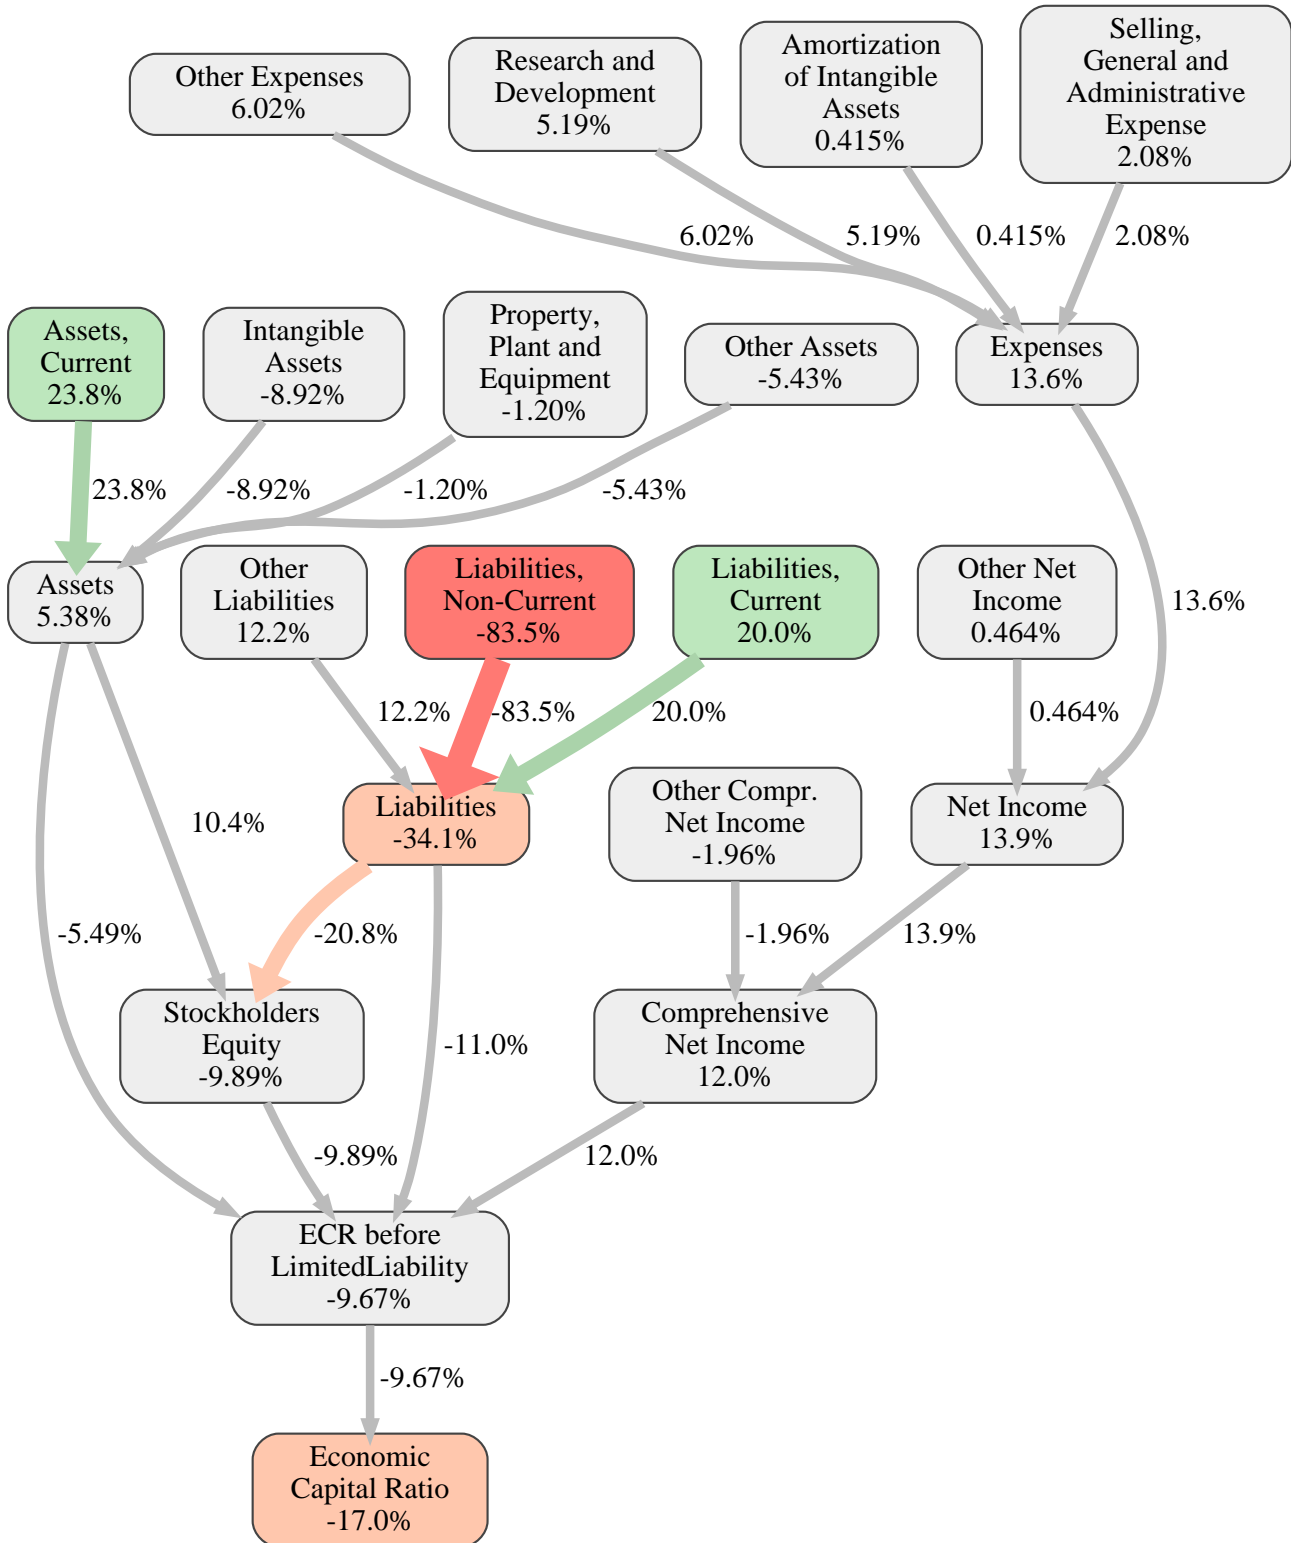 Other Expenses
6.02%
Research and
Development
5.19%
Amortization
of Intangible
Assets
0.415%
Selling,
General and
Administrative
Expense
2.08%
6.02%
5.19%
0.415%
2.08%
Assets,
Current
23.8%
Intangible
Assets
-8.92%
Property,
Plant and
Equipment
-1.20%
Other Assets
-5.43%
Expenses
13.6%
23.8%
-8.92%
-1.20%
-5.43%
Assets
5.38%
Other
Liabilities
12.2%
Liabilities,
Non-Current
-83.5%
Liabilities,
Current
20.0%
Other Net
Income
0.464%
13.6%
12.2%
-83.5%
20.0%
0.464%
10.4%
Liabilities
-34.1%
Other Compr.
Net Income
-1.96%
Net Income
13.9%
-5.49%
-20.8%
-1.96%
13.9%
Stockholders
Equity
-9.89%
-11.0%
Comprehensive
Net Income
12.0%
-9.89%
12.0%
ECR before
LimitedLiability
-9.67%
-9.67%
Economic
Capital Ratio
-17.0%